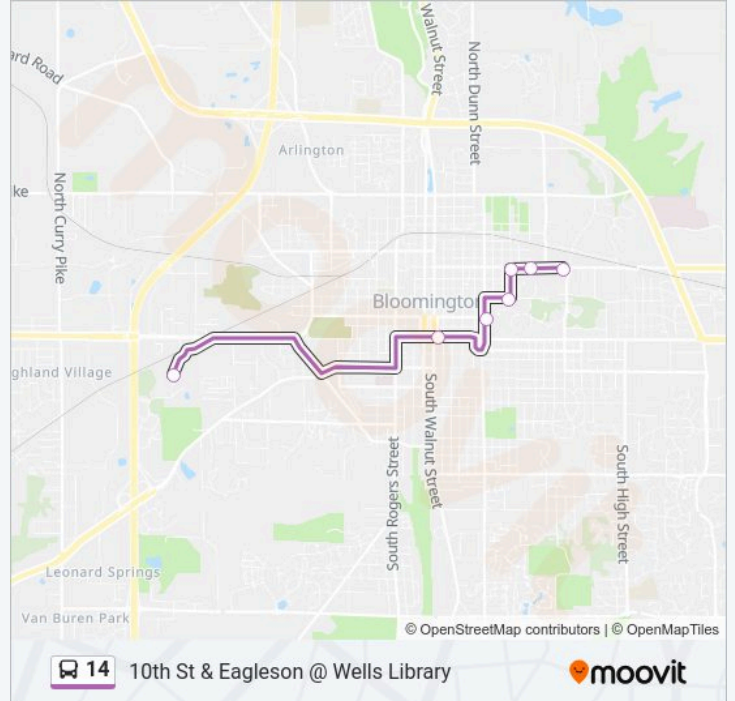 Walnut Street
North Dunn Street
ard Road
Arlington
ke
North Curry Pike
Bloomington
ghland Village
South Walnut Street
South Rogers Street
South High Street
Leonard Springs
Van Buren Park
© OpenStreetMap contributors | © OpenMapTiles
14 10th St & Eagleson @ Wells Library
moovit